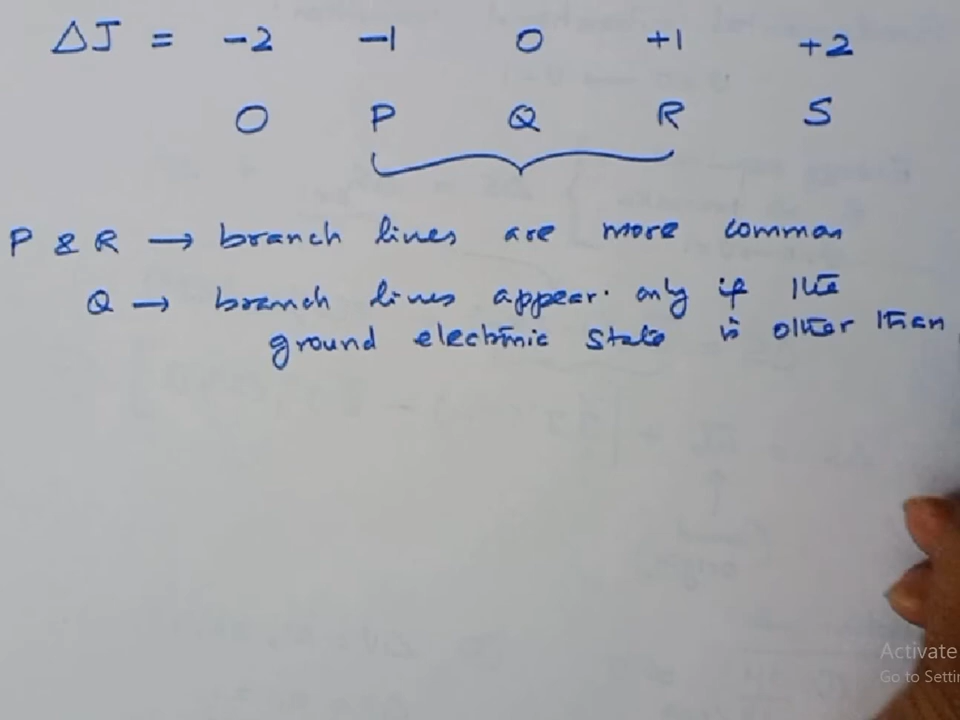 ΔJ = -2 -1 0 +1 +2
O P Q R S
P & R → branch lines are more common
Q → branch lines appear only if the
ground electronic state is other than
Activate
Go to Settin